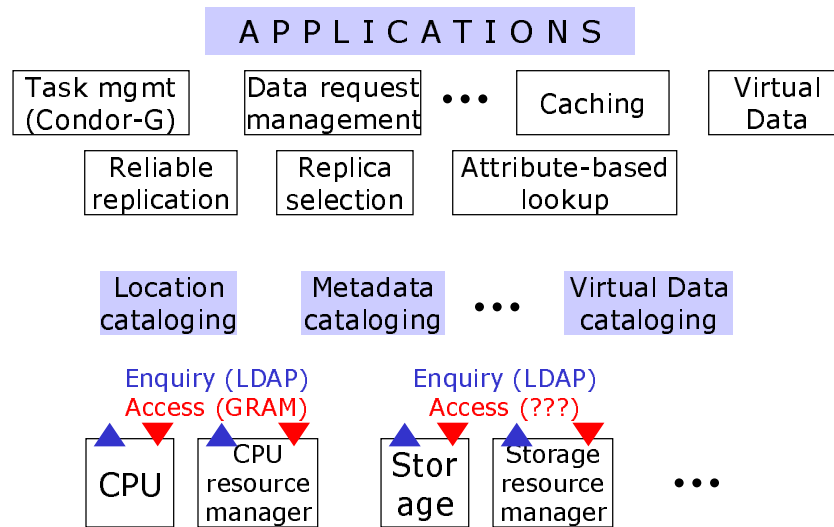 A P P L I C A T I O N S
Task mgmt
(Condor-G)
Data request
management
•••
Caching
Virtual
Data
Reliable
replication
Replica
selection
Attribute-based
lookup
Location
cataloging
Metadata
cataloging
•••
Virtual Data
cataloging
Enquiry (LDAP)
Access (GRAM)
Enquiry (LDAP)
Access (???)
CPU
CPU
resource
manager
Stor
age
Storage
resource
manager
•••